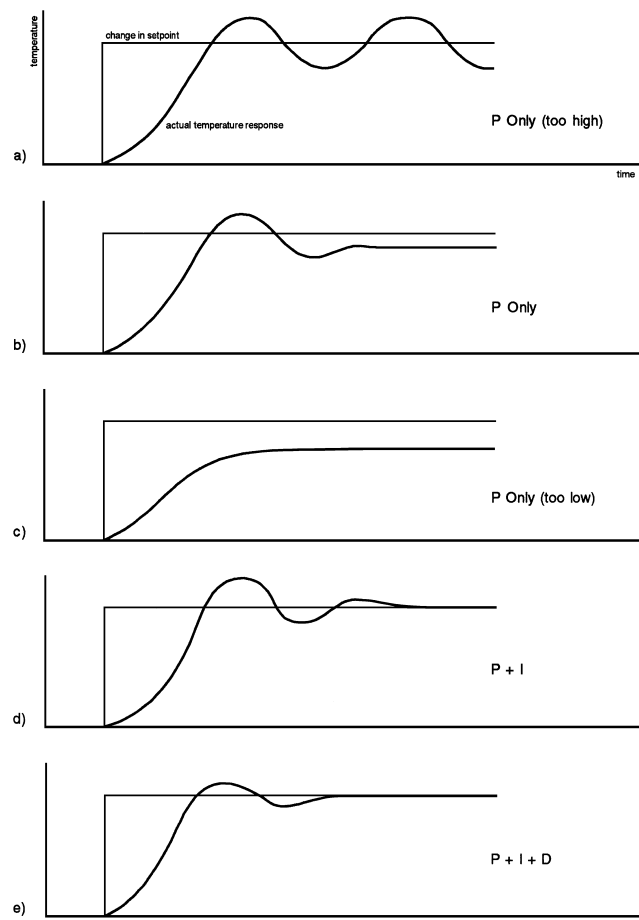 temperature
change in setpoint
actual temperature response
P Only (too high)
a)
time
P Only
b)
P Only (too low)
c)
P + I
d)
P + I + D
e)